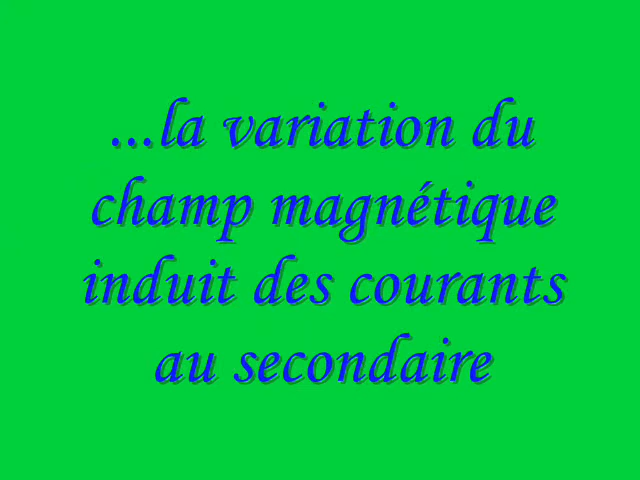 ...la variation du
champ magnétique
induit des courants
au secondaire